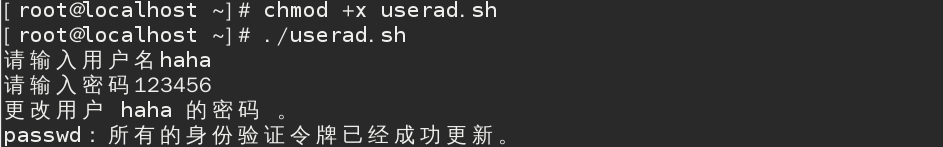 [root@localhost ~]# chmod +x userad.sh
[root@localhost ~]# ./userad.sh
请输入用户名haha
请输入密码123456
更改用户 haha 的密码 。
passwd：所有的身份验证令牌已经成功更新。